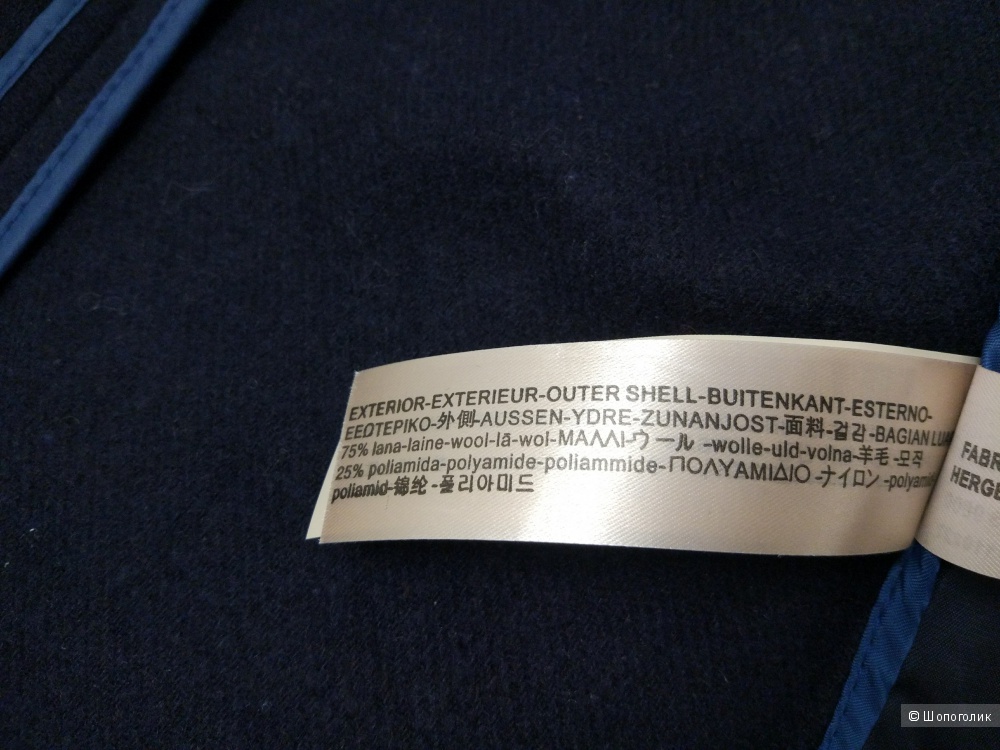 EXTERIOR-EXTERIEUR-OUTER SHELL-BUITENKANT-ESTERNO-
ΕΕΩΤΕΡΙΚΟ-外側-AUSSEN-YDRE-ZUNANJOST-面料-겉감-BAGIAN LUA
75% lana-laine-wool-lã-wol-ΜΑΛΛΙ-ウール -wolle-uld-volna-羊毛-모직
25% poliamida-polyamide-poliammide-ΠΟΛΥΑΜΙΔΙΟ -ナイロン -polyami
poliamid-錦纶-폴리아미드
FABR
HERGE
© Шопоголик